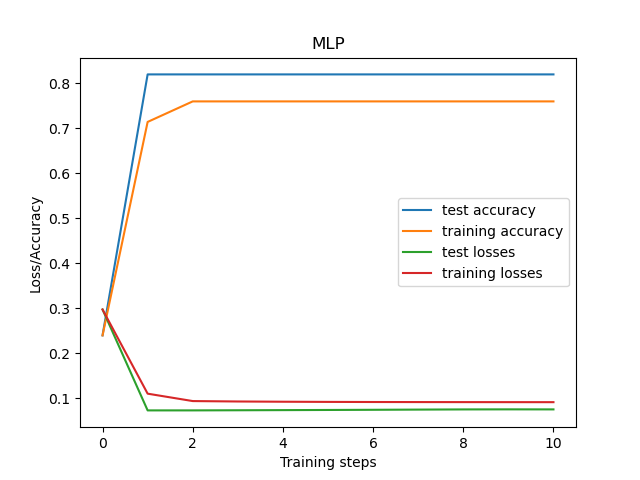 MLP
Loss/Accuracy
0.8
0.7
0.6
0.5
0.4
0.3
0.2
0.1
test accuracy
training accuracy
test losses
training losses
0 2 4 6 8 10
Training steps